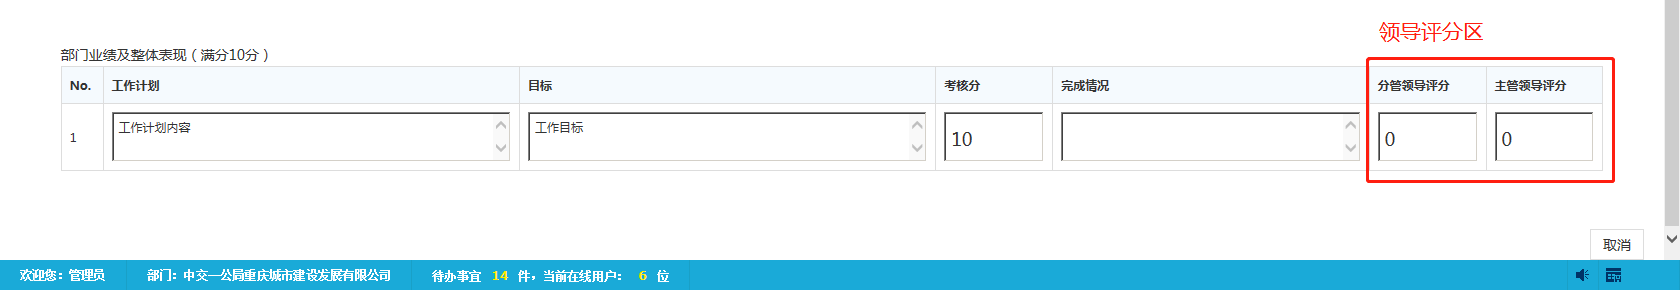 领导评分区
部门业绩及整体表现（满分10分）
No. 工作计划 目标 考核分 完成情况 分管领导评分 主管领导评分
1 工作计划内容 工作目标 10 0 0
取消
欢迎您：管理员 部门：中交一公局重庆城市建设发展有限公司 待办事宜 14 件，当前在线用户： 6 位